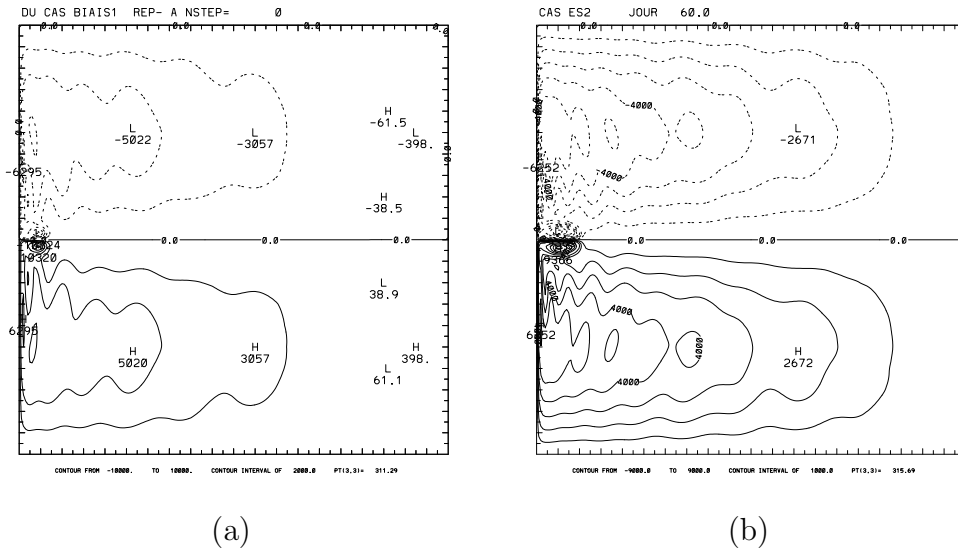 DU CAS BIAIS1 REP- A NSTEP= 0
0.0 0.0 0.0
L
-5022
L
-3057
H
-61.5
L
-398.
-6295
H
-38.5
0.0 0.0 0.0
10320
L
38.9
6295
H
5020
H
3057
H
398.
L
61.1
CONTOUR FROM -10000. TO 10000. CONTOUR INTERVAL OF 2000.0 PT(3,3)= 311.29
(a)
CAS ES2 JOUR 60.0
0.0 0.0 0.0
-4000
L
-2671
-4000
-4000
0.0 0.0 0.0
9366
4000
4000
4000
H
2672
4000
CONTOUR FROM -9000.0 TO 9000.0 CONTOUR INTERVAL OF 1000.0 PT(3,3)= 315.69
(b)